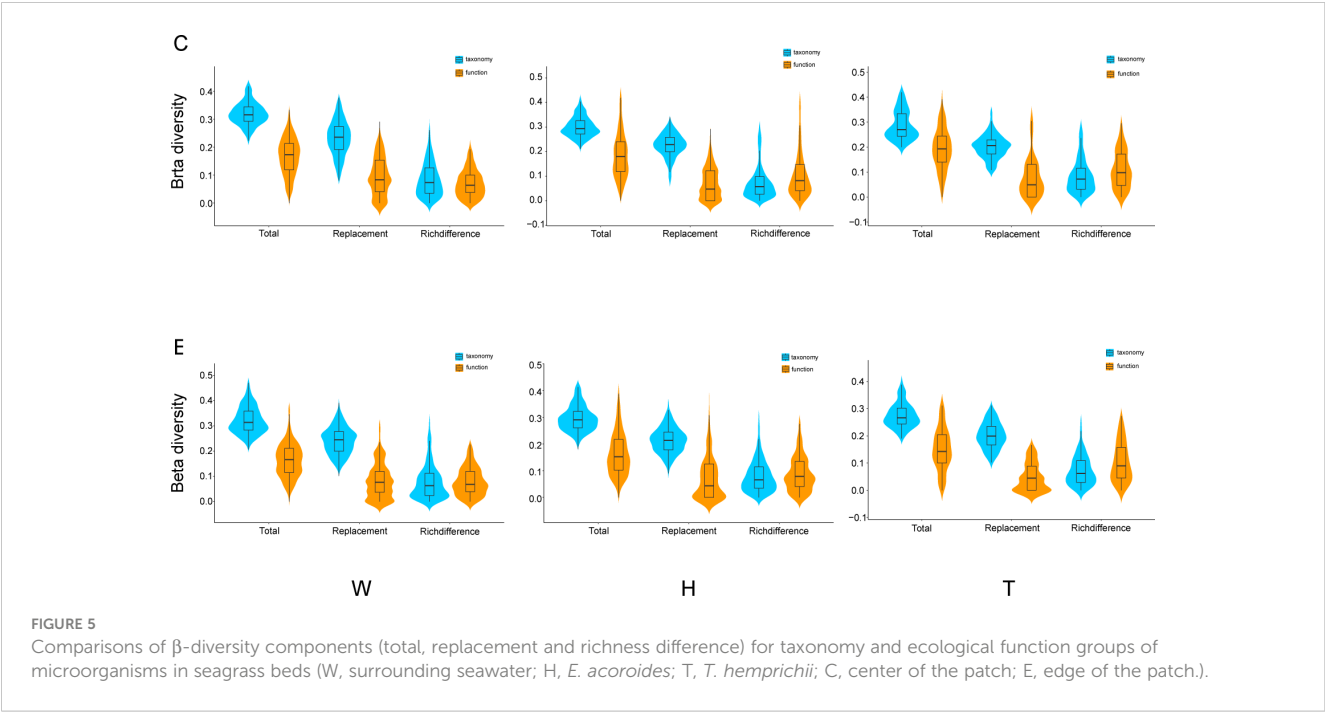 C
taxonomy
function
taxonomy
function
taxonomy
function
Brta diversity
0.4
0.3
0.2
0.1
0.0
Total Replacement Richdifference
0.5
0.4
0.3
0.2
0.1
0.0
−0.1
Total Replacement Richdifference
0.5
0.4
0.3
0.2
0.1
0.0
−0.1
Total Replacement Richdifference
E
taxonomy
function
taxonomy
function
taxonomy
function
Beta diversity
0.5
0.4
0.3
0.2
0.1
0.0
Total Replacement Richdifference
0.5
0.4
0.3
0.2
0.1
0.0
Total Replacement Richdifference
0.4
0.3
0.2
0.1
0.0
−0.1
Total Replacement Richdifference
W H T
FIGURE 5
Comparisons of β-diversity components (total, replacement and richness difference) for taxonomy and ecological function groups of
microorganisms in seagrass beds (W, surrounding seawater; H, E. acoroides; T, T. hemprichii; C, center of the patch; E, edge of the patch.).